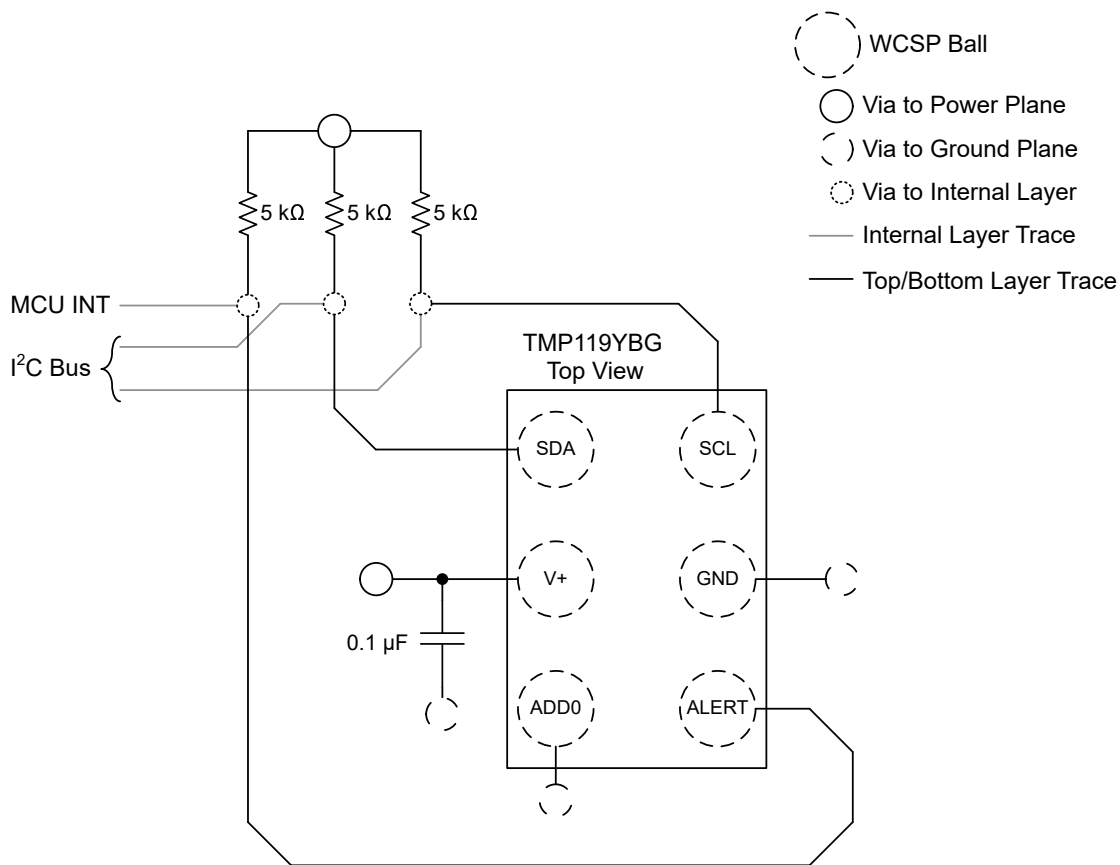 WCSP Ball
Via to Power Plane
Via to Ground Plane
Via to Internal Layer
Internal Layer Trace
Top/Bottom Layer Trace
5 kΩ
5 kΩ
5 kΩ
MCU INT
I²C Bus
TMP119YBG
Top View
SDA
SCL
V+
GND
0.1 µF
ADD0
ALERT